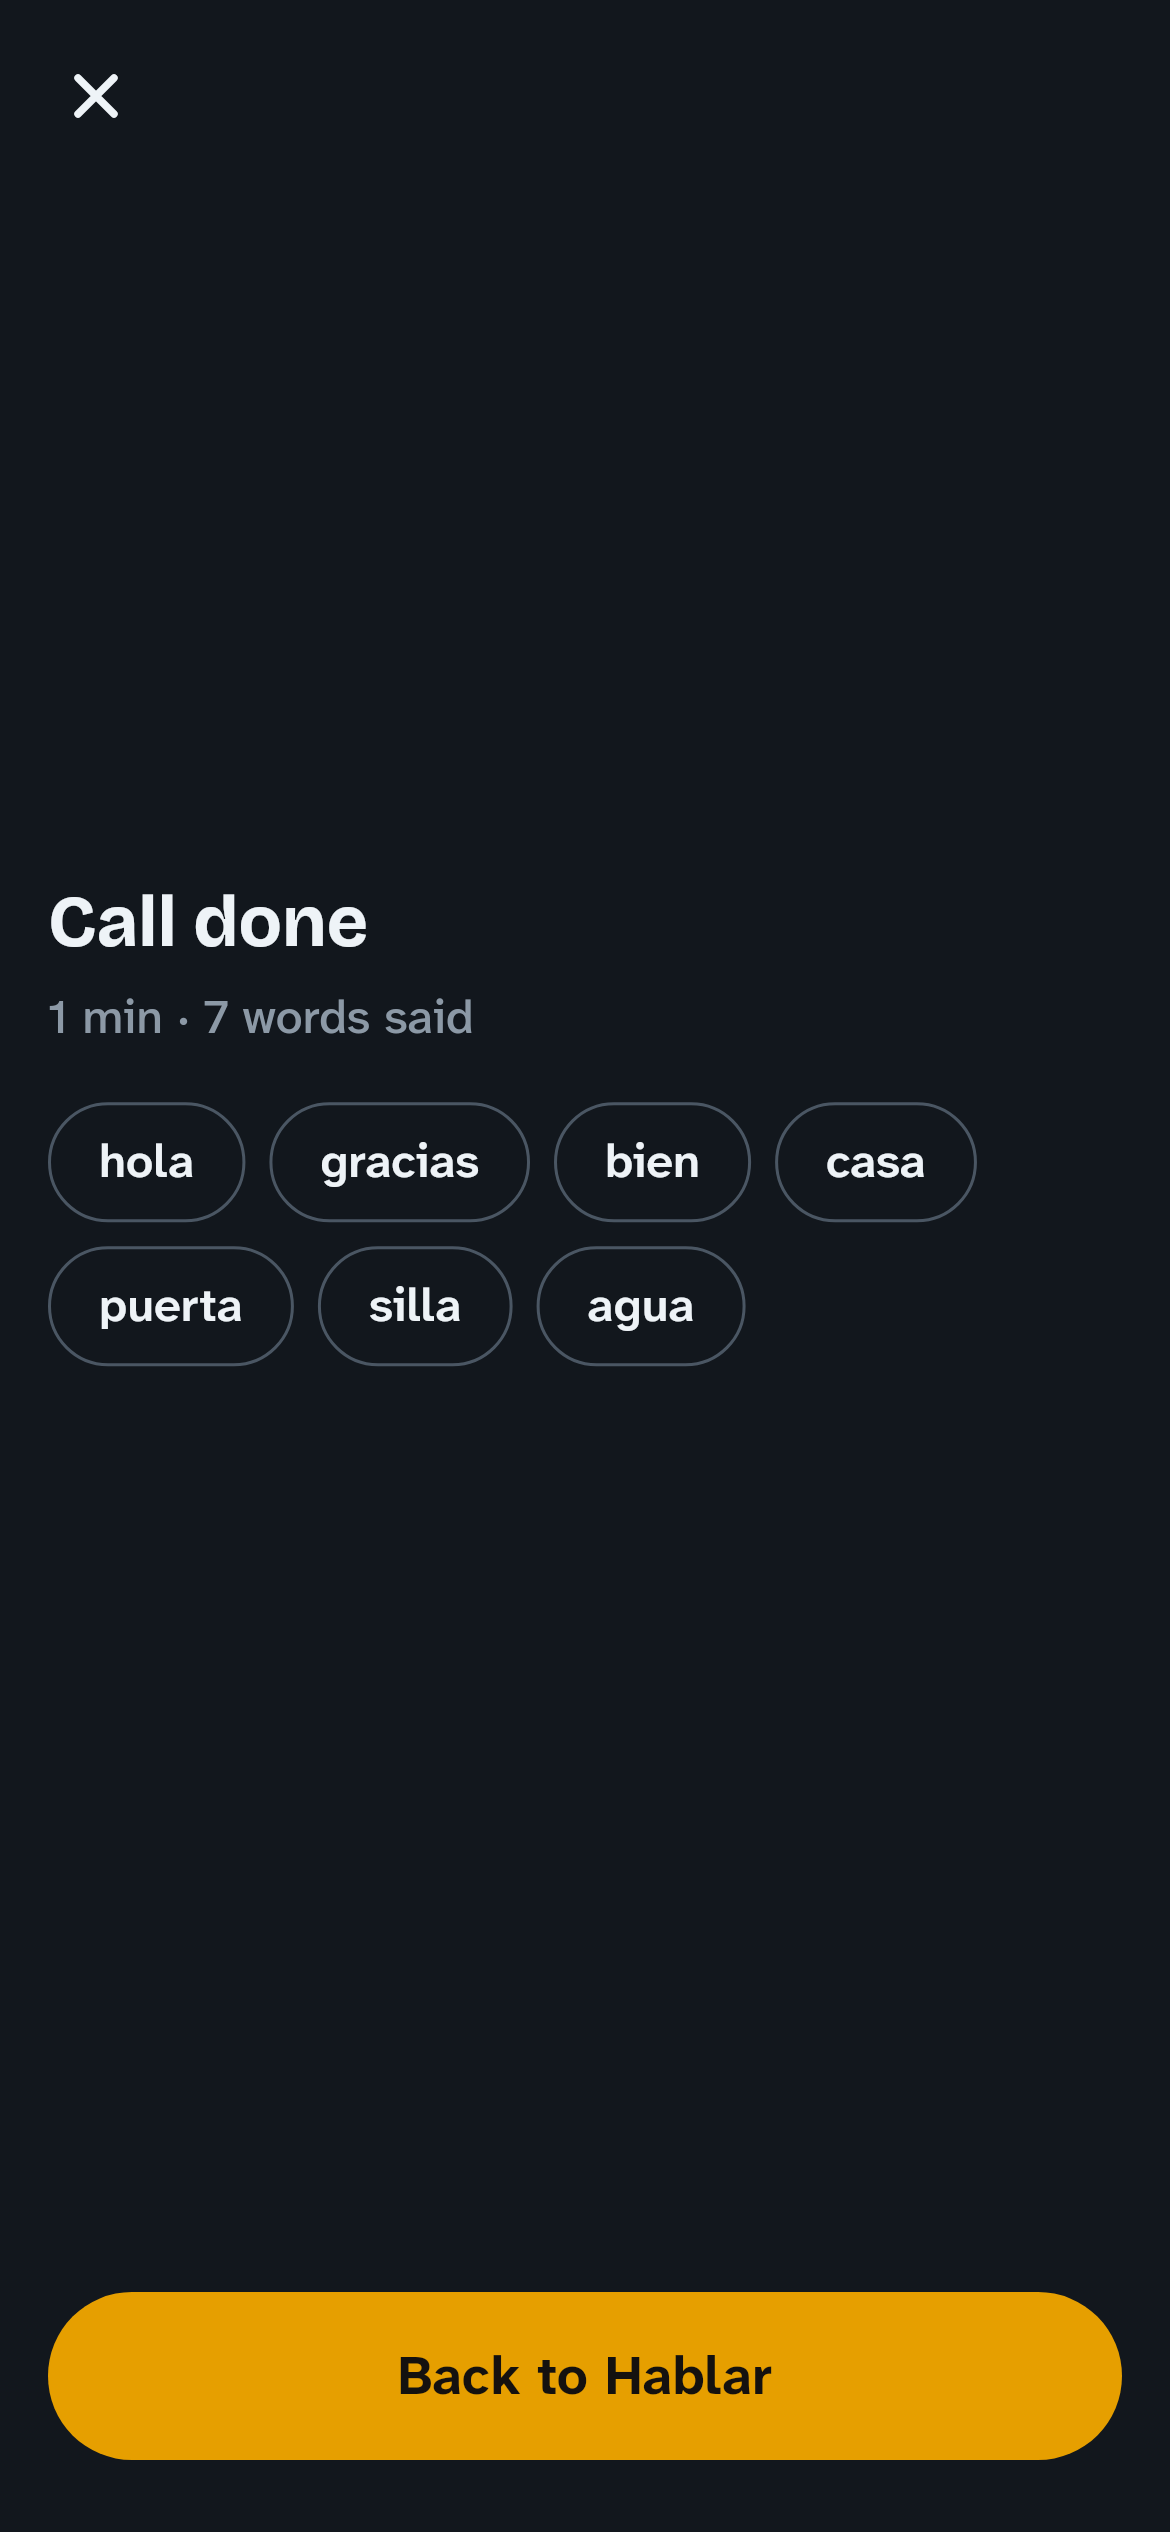 Call done
1 min · 7 words said
hola gracias bien casa
puerta silla agua
Back to Hablar